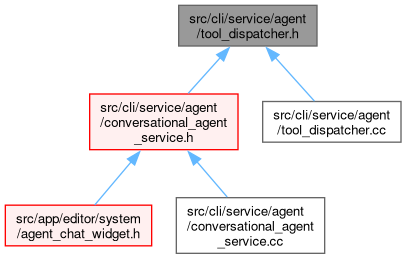 src/cli/service/agent
/tool_dispatcher.h
src/cli/service/agent
/conversational_agent
_service.h
src/cli/service/agent
/tool_dispatcher.cc
src/app/editor/system
/agent_chat_widget.h
src/cli/service/agent
/conversational_agent
_service.cc